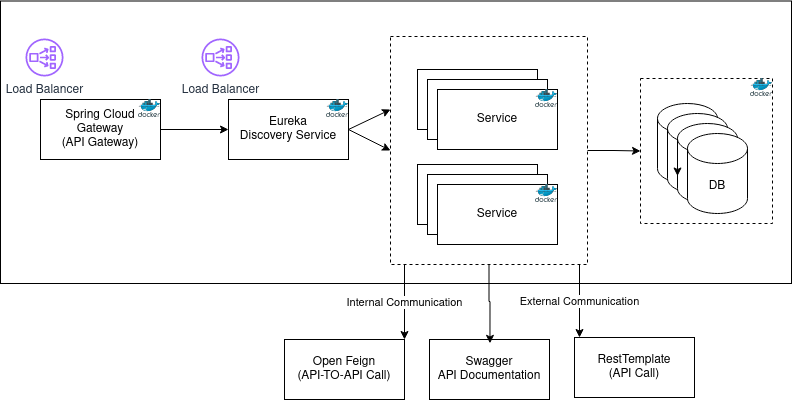 Load Balancer
Load Balancer
Spring Cloud
Gateway
(API Gateway)
docker
Eureka
Discovery Service
docker
Service
docker
Service
docker
docker
DB
Internal Communication
External Communication
Open Feign
(API-TO-API Call)
Swagger
API Documentation
RestTemplate
(API Call)